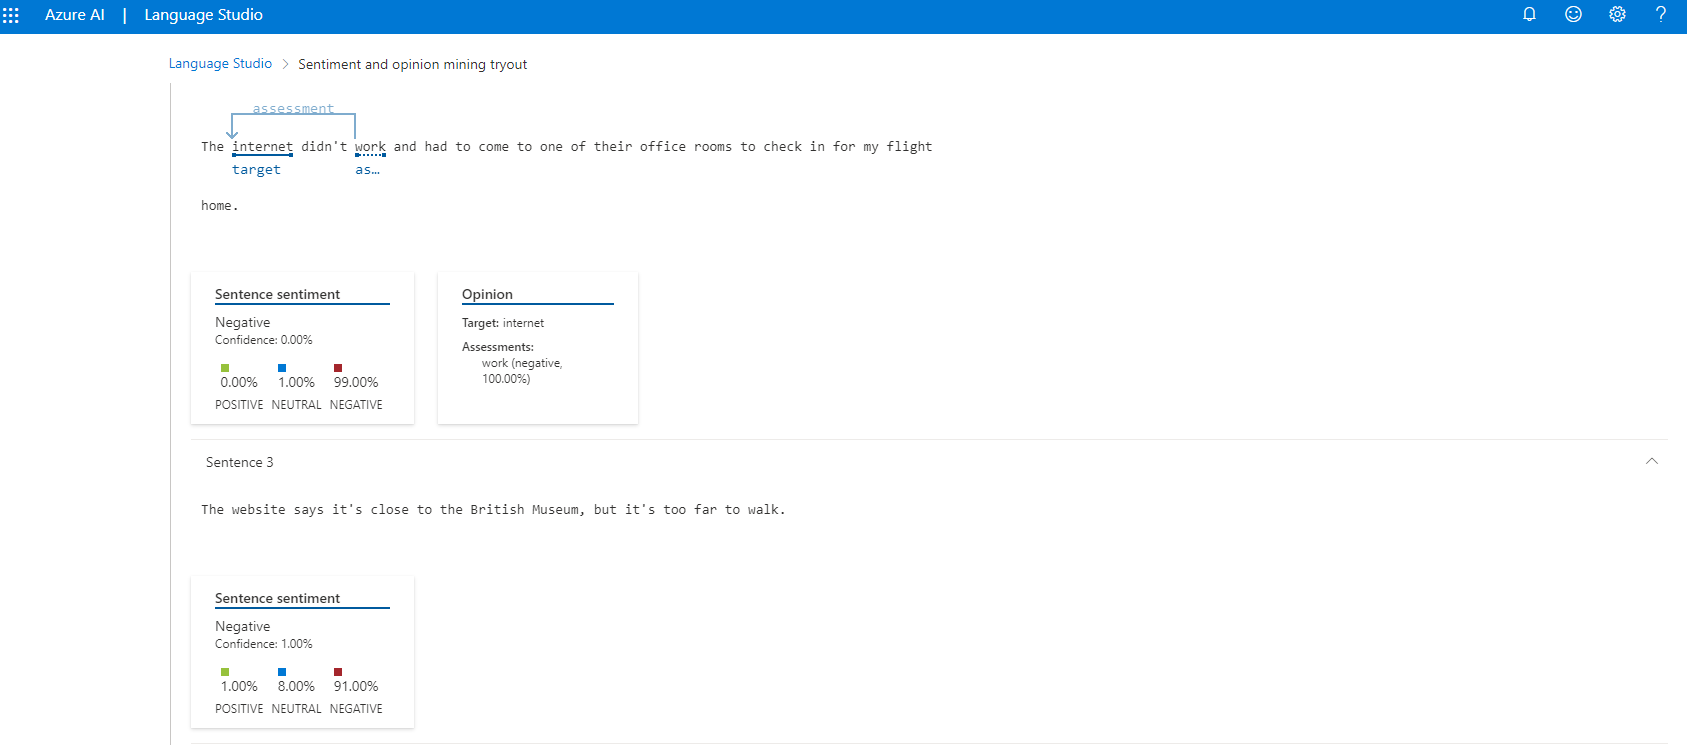 Azure AI | Language Studio
Language Studio > Sentiment and opinion mining tryout
assessment
The internet didn't work and had to come to one of their office rooms to check in for my flight
target as…
home.
Sentence sentiment
Negative
Confidence: 0.00%
0.00% 1.00% 99.00%
POSITIVE NEUTRAL NEGATIVE
Opinion
Target: internet
Assessments:
work (negative,
100.00%)
Sentence 3
The website says it's close to the British Museum, but it's too far to walk.
Sentence sentiment
Negative
Confidence: 1.00%
1.00% 8.00% 91.00%
POSITIVE NEUTRAL NEGATIVE